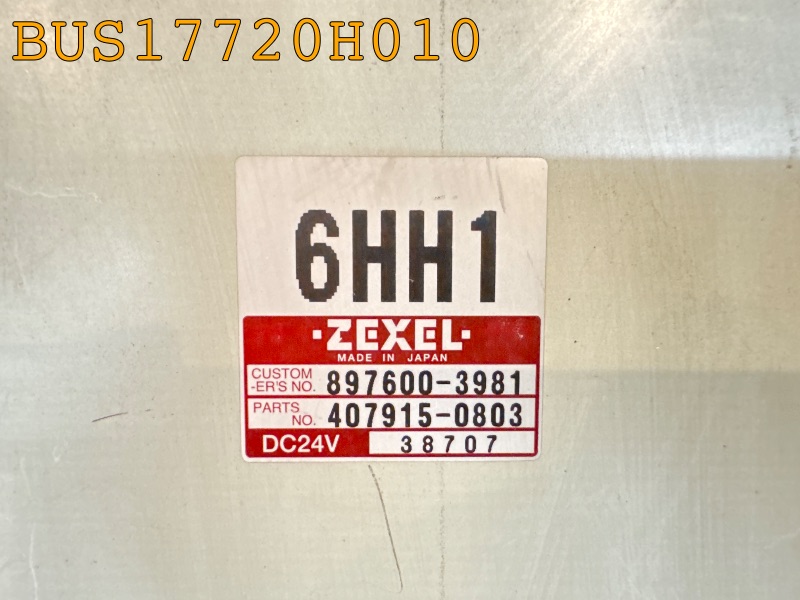 BUS17720H010
6HH1
·ZEXEL·
MADE IN JAPAN
CUSTOM
-ER'S NO. 897600-3981
PARTS
NO. 407915-0803
DC24V 38707